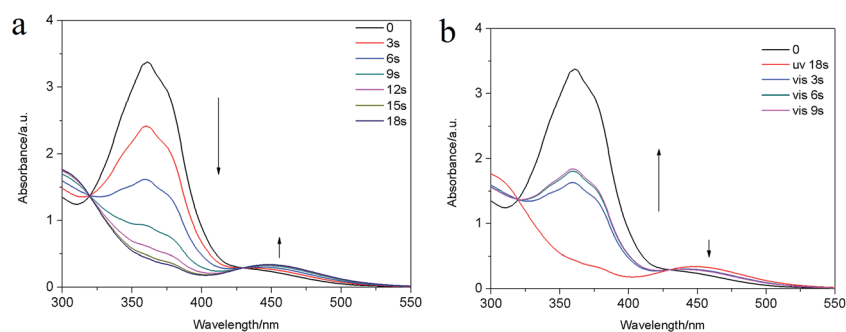 a
4
3
2
1
0
300
350
400
450
500
550
Absorbance/a.u.
Wavelength/nm
0
3s
6s
9s
12s
15s
18s
b
4
3
2
1
0
300
350
400
450
500
550
Absorbance/a.u.
Wavelength/nm
0
uv 18s
vis 3s
vis 6s
vis 9s